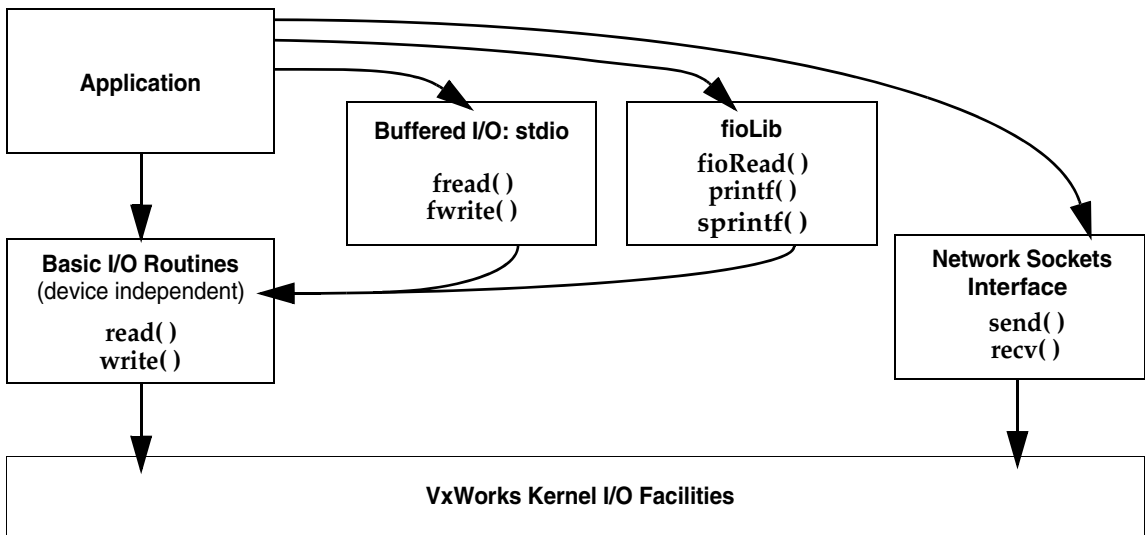 Application
Buffered I/O: stdio
fread( )
fwrite( )
fioLib
fioRead( )
printf( )
sprintf( )
Basic I/O Routines
(device independent)
read( )
write( )
Network Sockets
Interface
send( )
recv( )
VxWorks Kernel I/O Facilities